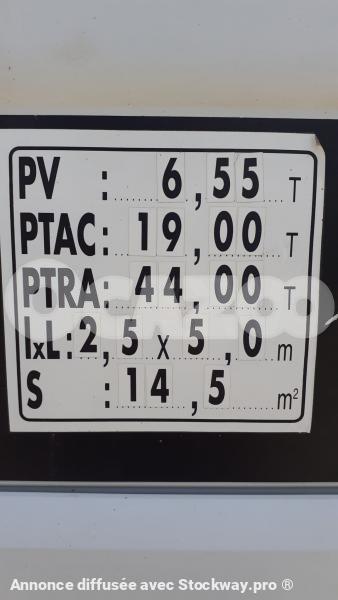 PV : 6,55 T
PTAC: 19,00 T
PTRA: 44,00 T
lxL: 2,5 x 5,0 m
S : 14,5 m²
OCAZOO
Annonce diffusée avec Stockway.pro ®